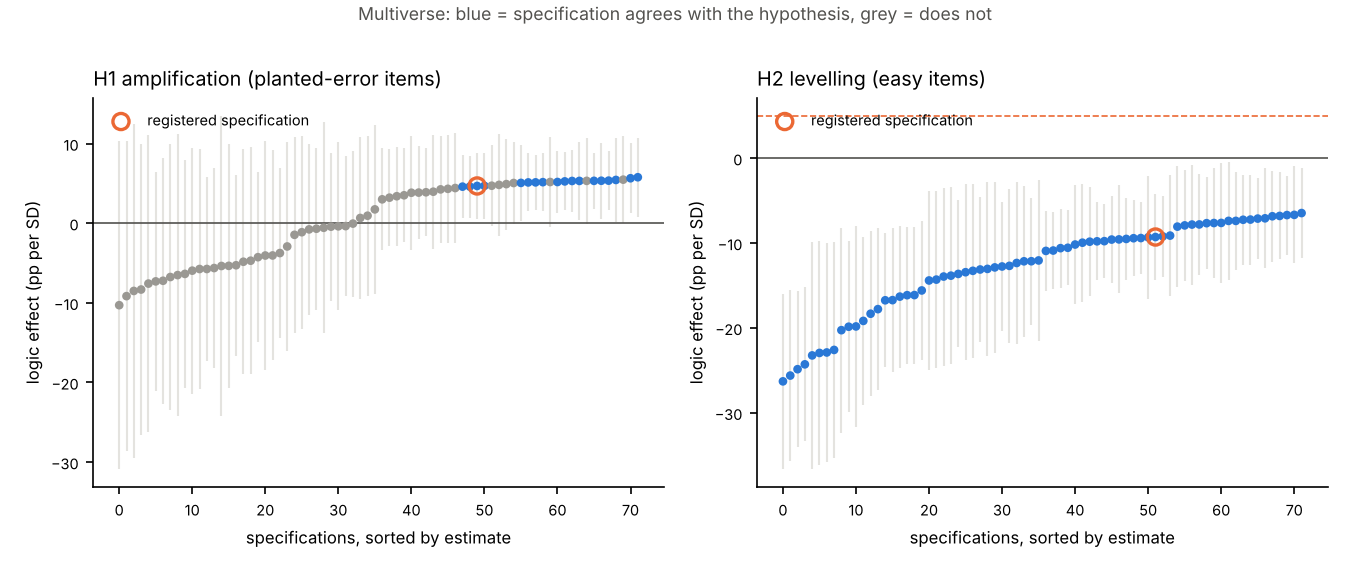 Multiverse: blue = specification agrees with the hypothesis, grey = does not
H1 amplification (planted-error items)
registered specification
10
0
−10
−20
−30
logic effect (pp per SD)
0 10 20 30 40 50 60 70
specifications, sorted by estimate
H2 levelling (easy items)
registered specification
0
−10
−20
−30
logic effect (pp per SD)
0 10 20 30 40 50 60 70
specifications, sorted by estimate